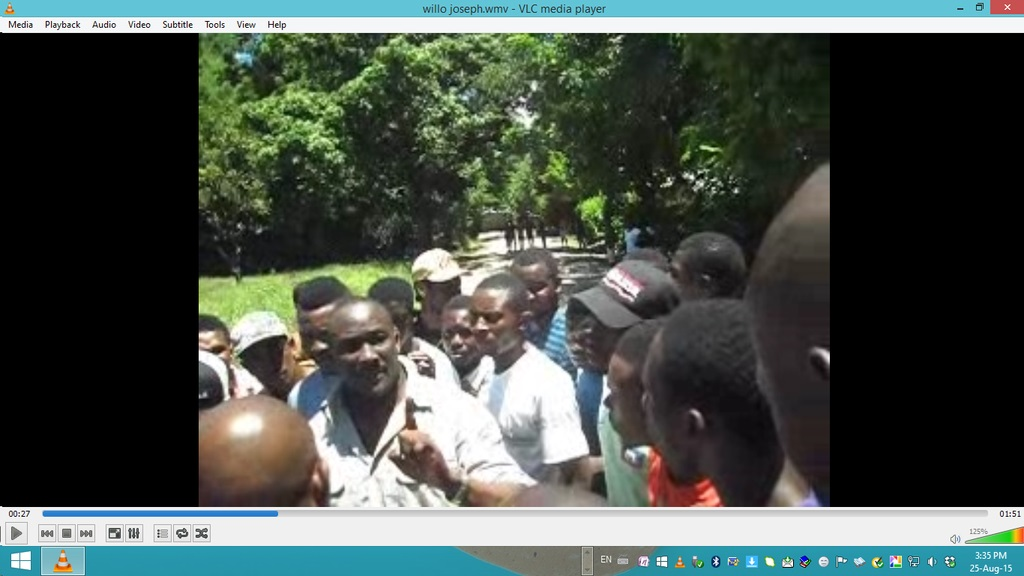 willo joseph.wmv - VLC media player
Media Playback Audio Video Subtitle Tools View Help
00:27
01:51
125%
EN
3:35 PM
25-Aug-15